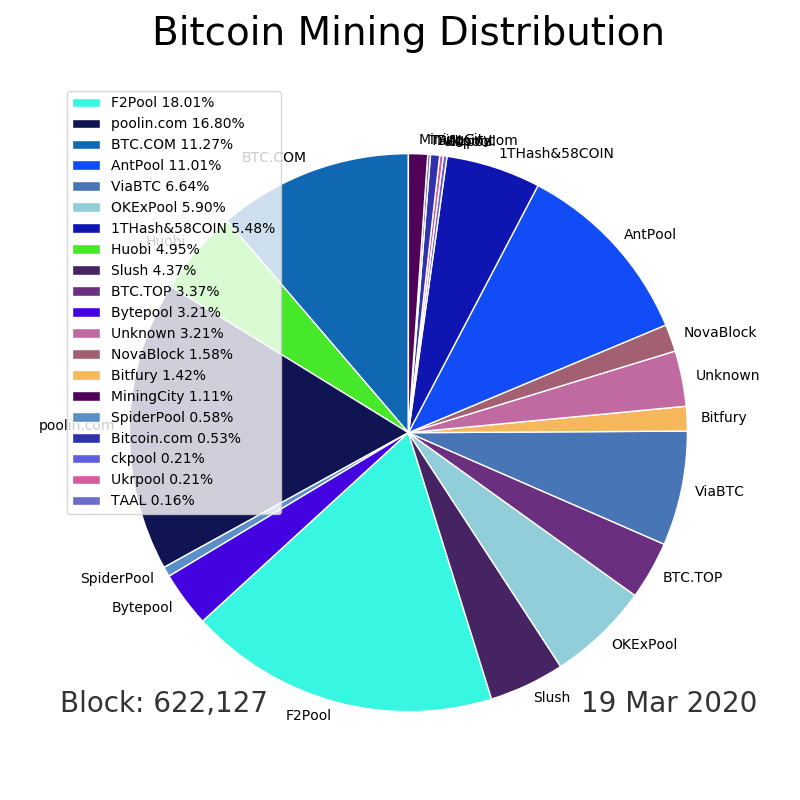 Bitcoin Mining Distribution
F2Pool 18.01%
poolin.com 16.80%
BTC.COM 11.27%
AntPool 11.01%
ViaBTC 6.64%
OKExPool 5.90%
1THash&58COIN 5.48%
Huobi 4.95%
Slush 4.37%
BTC.TOP 3.37%
Bytepool 3.21%
Unknown 3.21%
NovaBlock 1.58%
Bitfury 1.42%
MiningCity 1.11%
SpiderPool 0.58%
Bitcoin.com 0.53%
ckpool 0.21%
Ukrpool 0.21%
TAAL 0.16%
BTC.COM
MiningCity
1THash&58COIN
AntPool
NovaBlock
Unknown
Bitfury
ViaBTC
BTC.TOP
OKExPool
Slush
F2Pool
Bytepool
SpiderPool
poolin.com
Huobi
Block: 622,127
19 Mar 2020